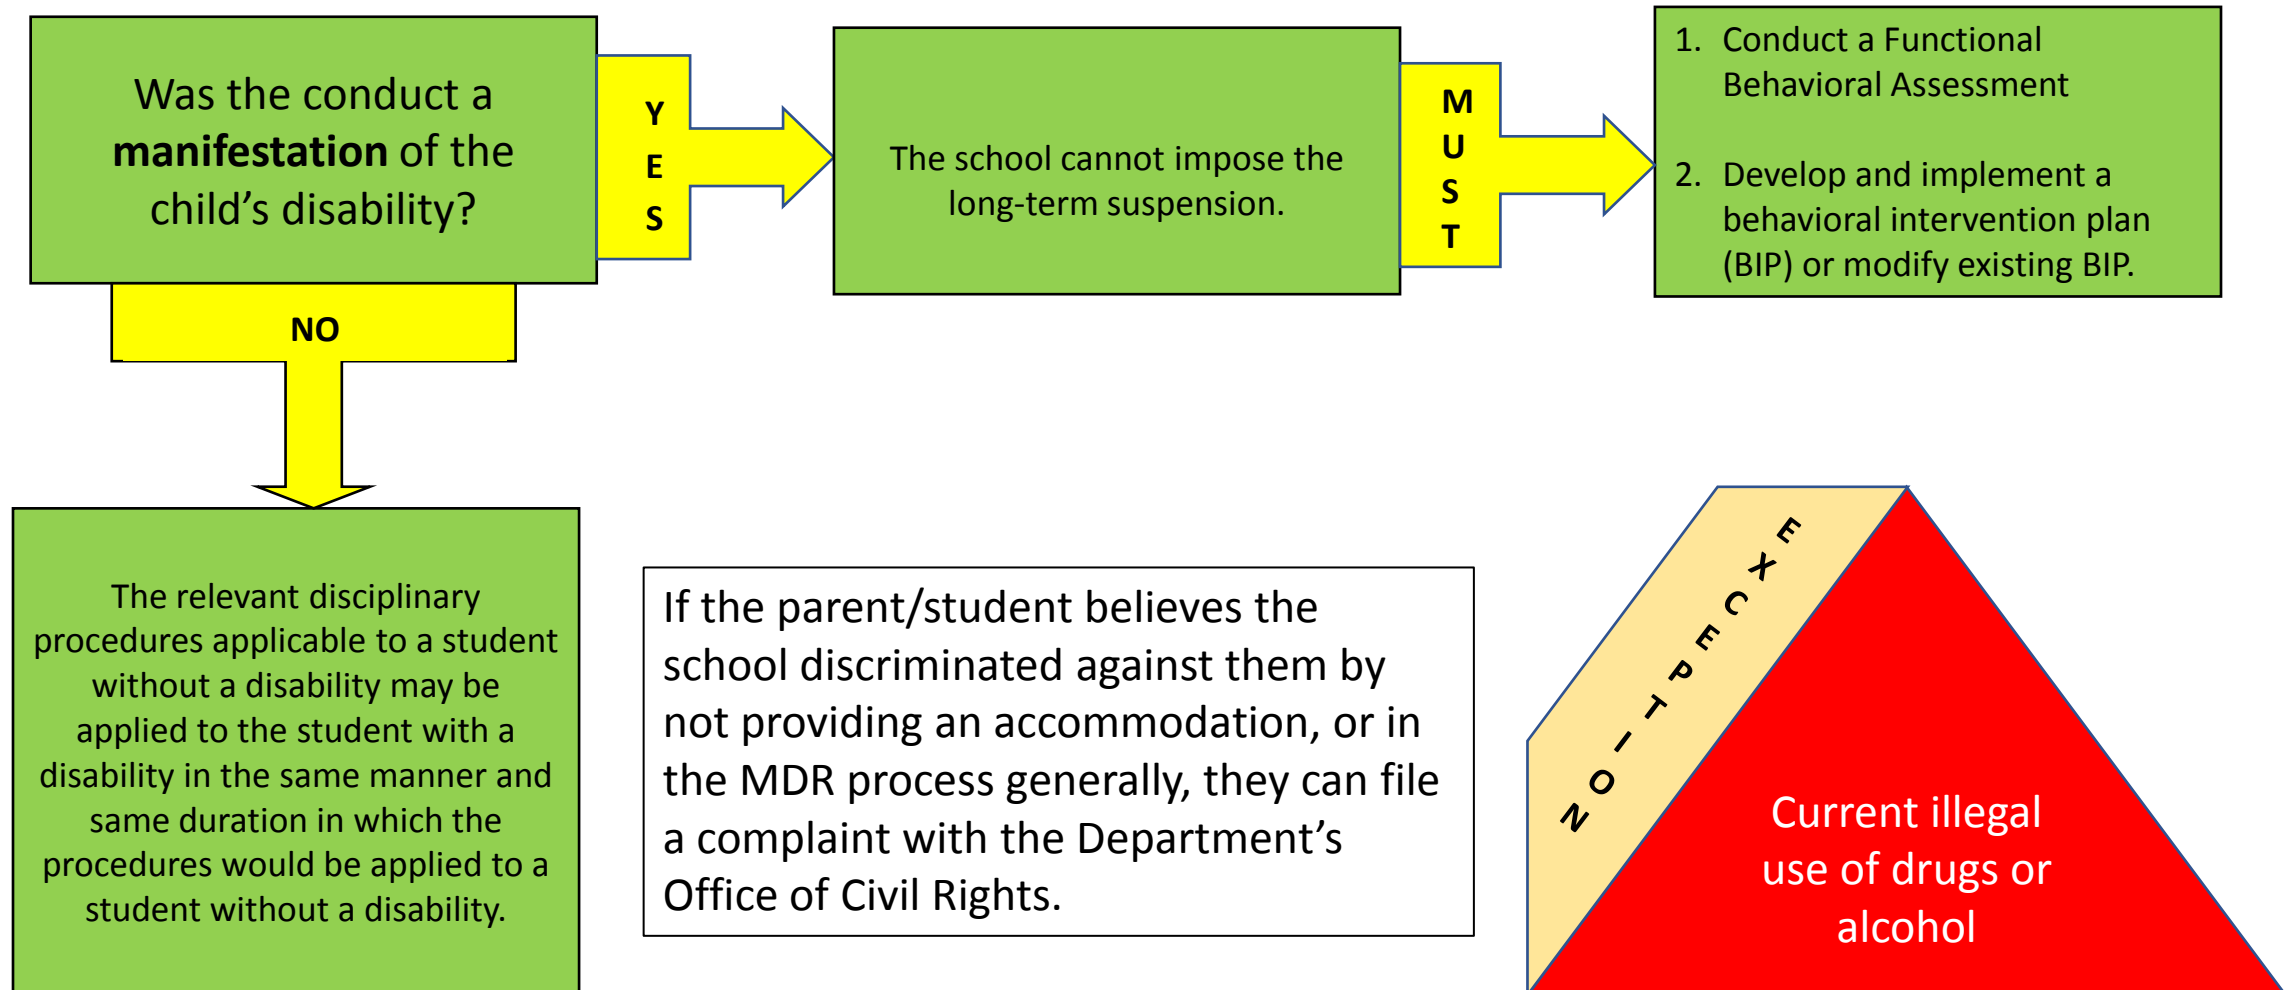 Was the conduct a
manifestation of the
child’s disability?
YES
The school cannot impose the
long-term suspension.
MUST
1. Conduct a Functional
Behavioral Assessment
2. Develop and implement a
behavioral intervention plan
(BIP) or modify existing BIP.
NO
The relevant disciplinary
procedures applicable to a student
without a disability may be
applied to the student with a
disability in the same manner and
same duration in which the
procedures would be applied to a
student without a disability.
If the parent/student believes the
school discriminated against them by
not providing an accommodation, or in
the MDR process generally, they can file
a complaint with the Department’s
Office of Civil Rights.
EXCEPTION
Current illegal
use of drugs or
alcohol